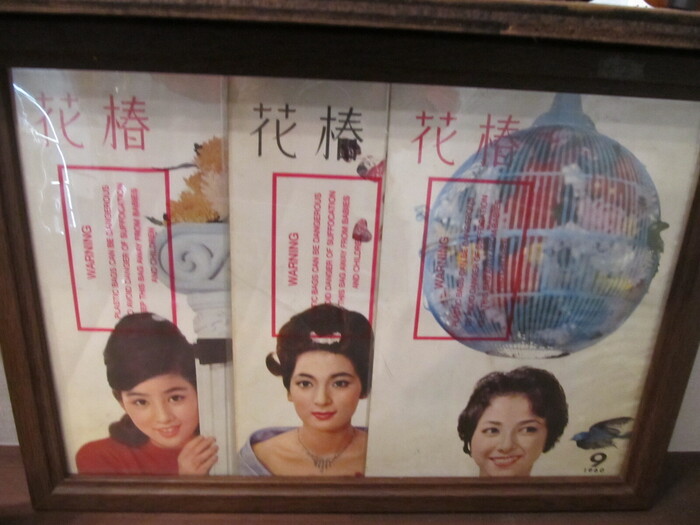 花椿
WARNING
PLASTIC BAGS CAN BE DANGEROUS
TO AVOID DANGER OF SUFFOCATION
KEEP THIS BAG AWAY FROM BABIES
AND CHILDREN
花椿
WARNING
PLASTIC BAGS CAN BE DANGEROUS
AVOID DANGER OF SUFFOCATION
THIS BAG AWAY FROM BABIES
AND CHILDREN
花椿
WARNING
9